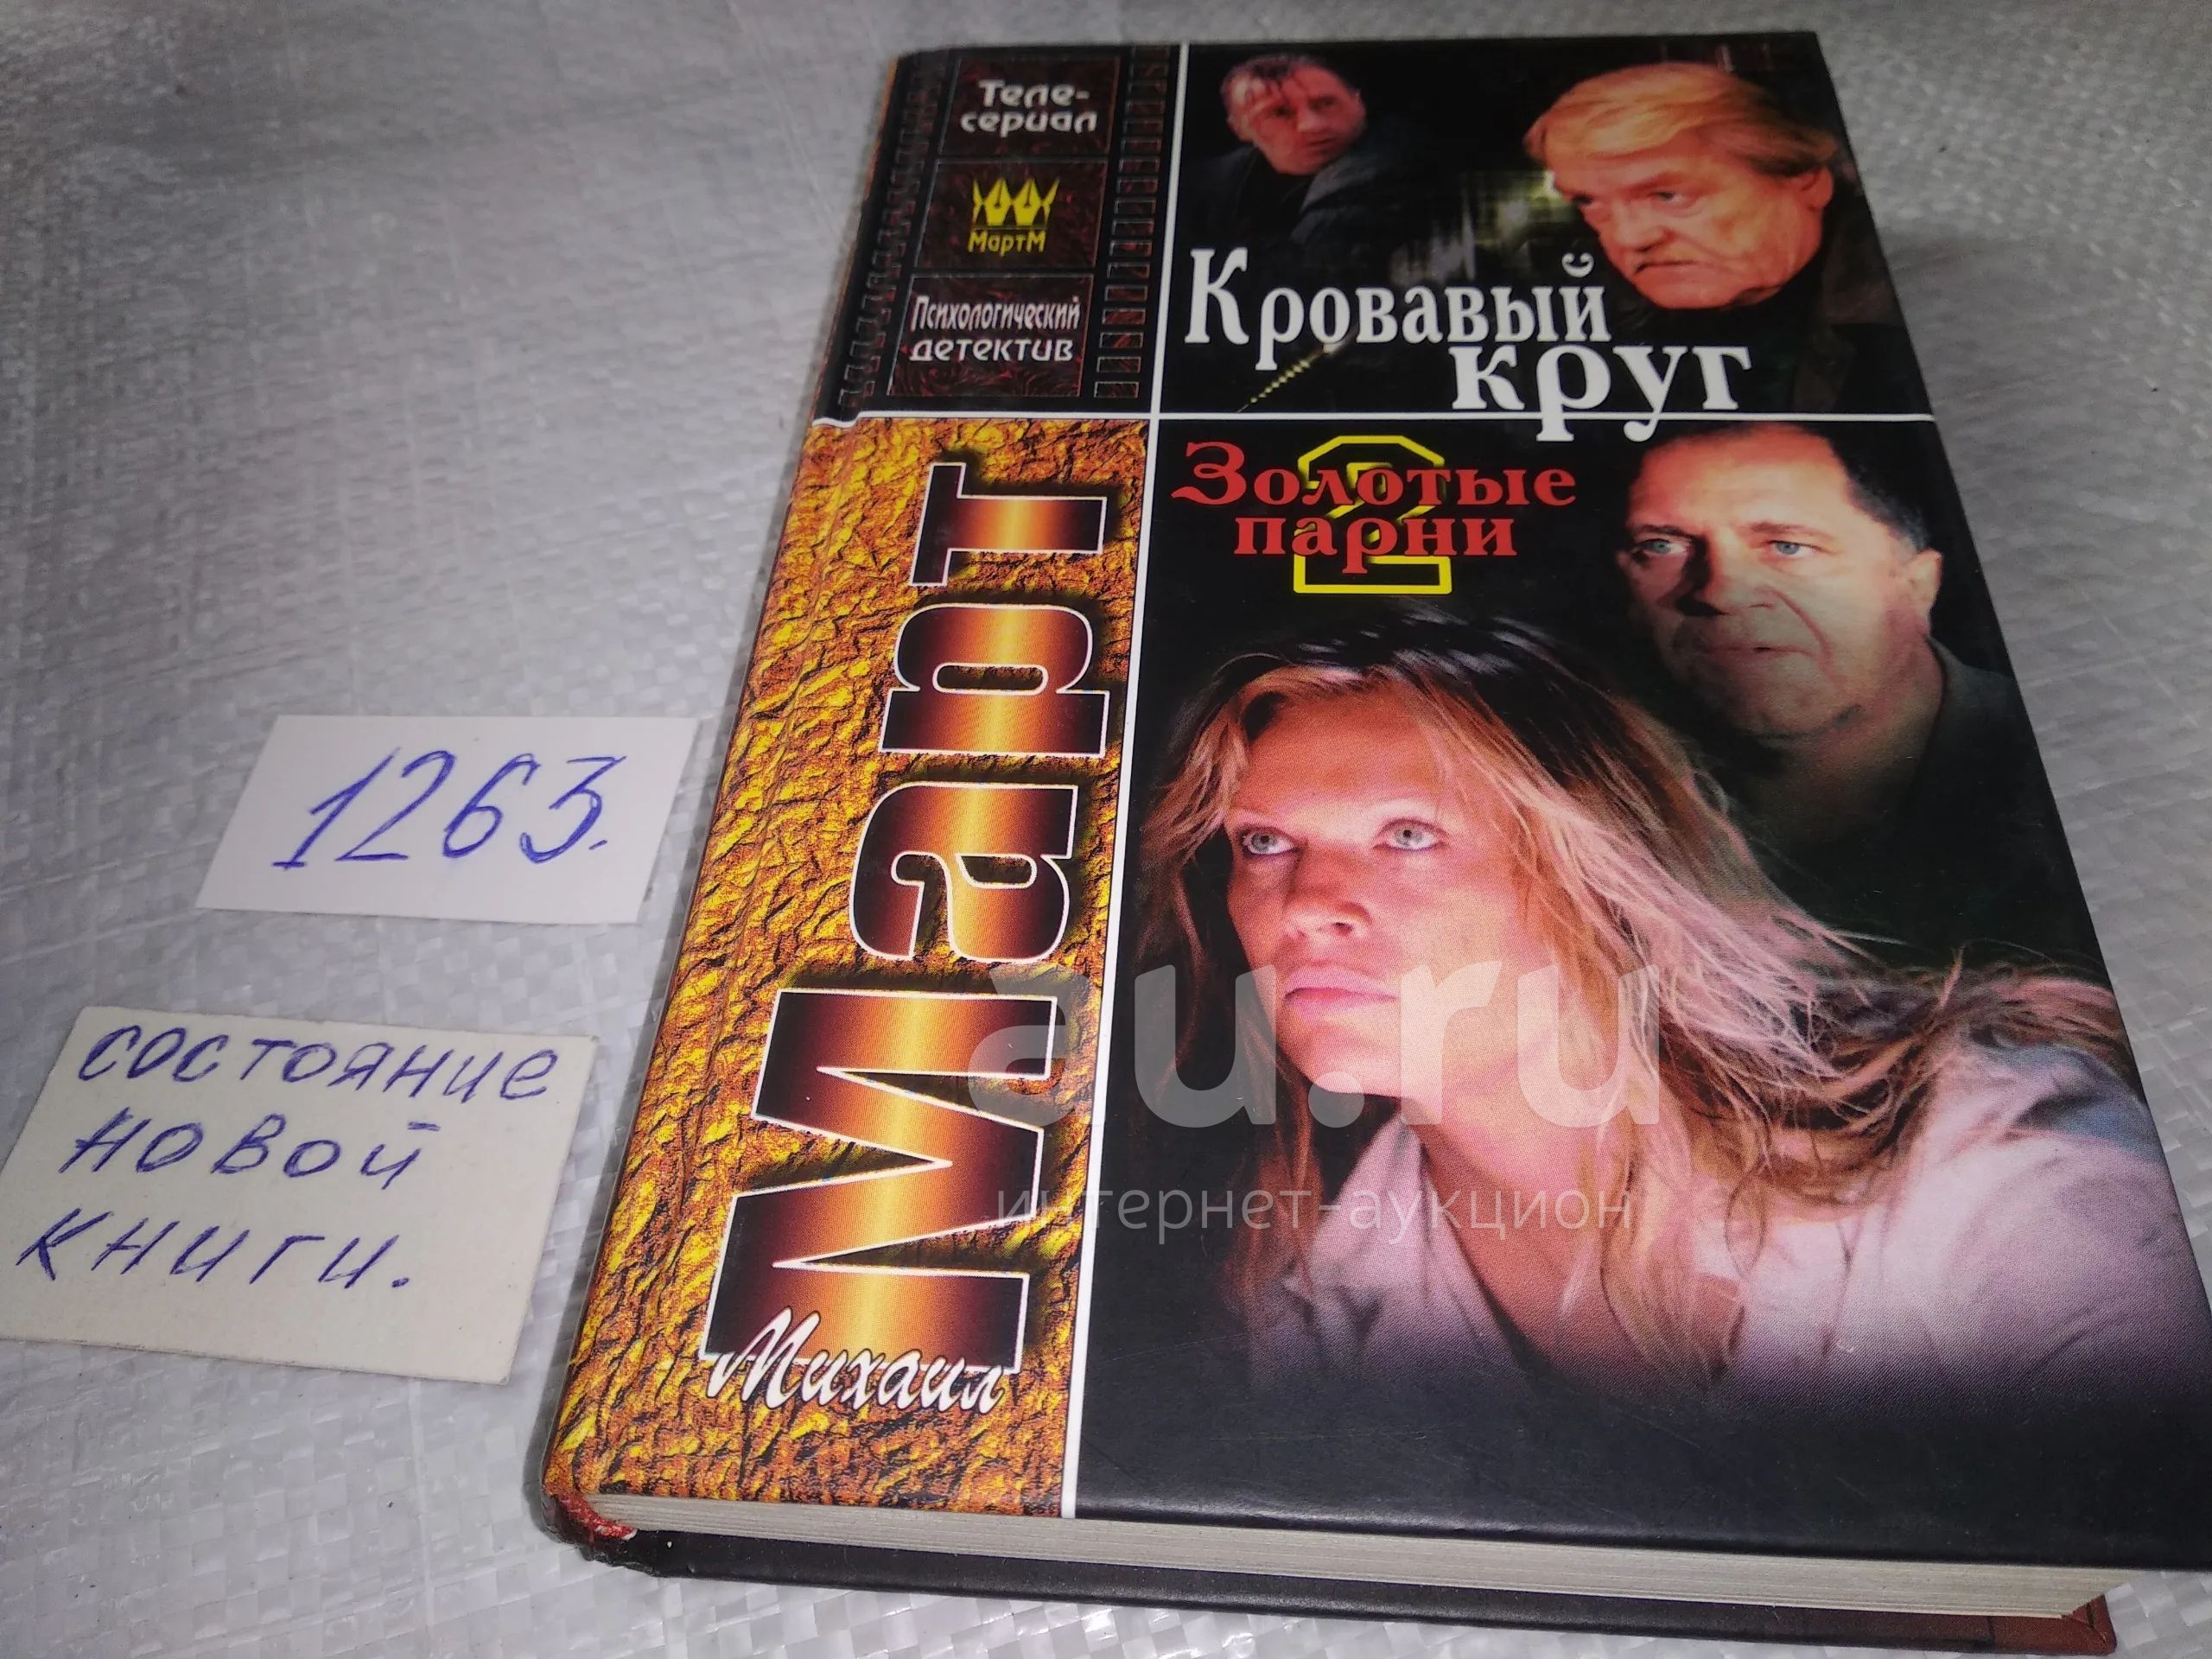 Теле-
сериал
МартМ
Психологический
детектив
Кровавый
круг
2
Золотые
парни
Март
Михаил
1263.
состояние
новой
книги.
au.ru
интернет-аукцион